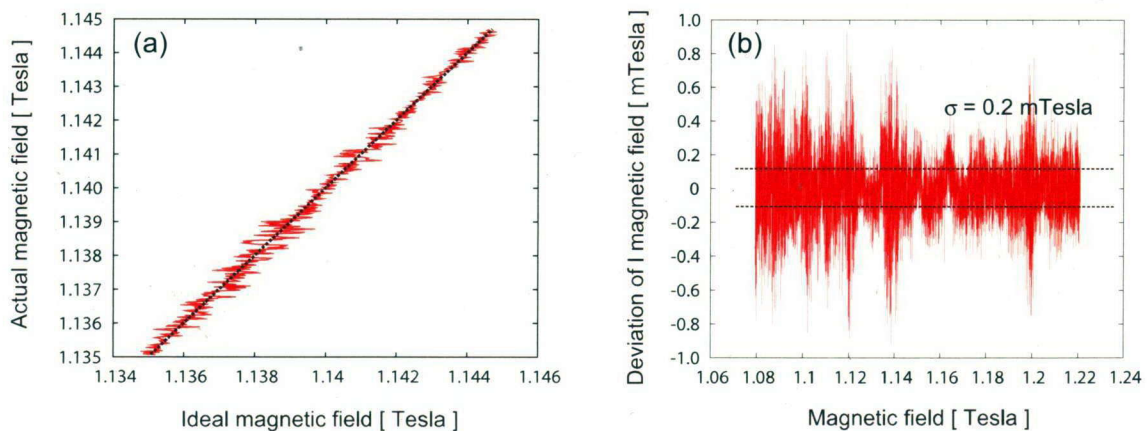 (a)
Actual magnetic field [ Tesla ]
1.145
1.144
1.143
1.142
1.141
1.140
1.139
1.138
1.137
1.136
1.135
1.134 1.136 1.138 1.14 1.142 1.144 1.146
Ideal magnetic field [ Tesla ]
(b)
Deviation of I magnetic field [ mTesla ]
1.0
0.8
0.6
0.4
0.2
0
-0.2
-0.4
-0.6
-0.8
-1.0
σ = 0.2 mTesla
1.06 1.08 1.1 1.12 1.14 1.16 1.18 1.2 1.22 1.24
Magnetic field [ Tesla ]